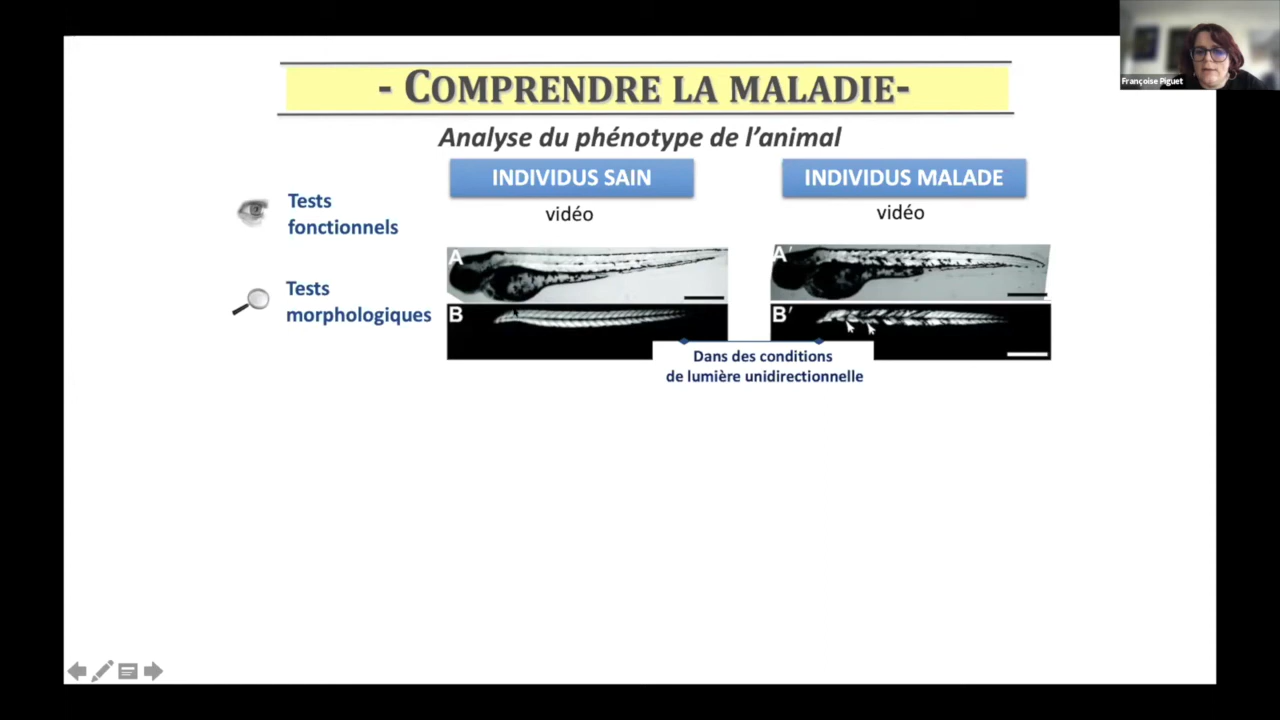 Françoise Piguet
- COMPRENDRE LA MALADIE-
Analyse du phénotype de l'animal
INDIVIDUS SAIN
INDIVIDUS MALADE
Tests
fonctionnels
vidéo
vidéo
Tests
morphologiques
A
A′
B
B′
Dans des conditions
de lumière unidirectionnelle